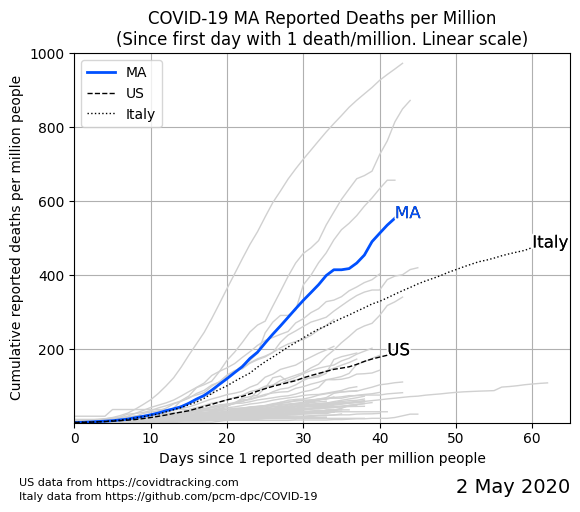 COVID-19 MA Reported Deaths per Million
(Since first day with 1 death/million. Linear scale)
Cumulative reported deaths per million people
1000
800
600
400
200
MA
US
Italy
MA
Italy
US
0 10 20 30 40 50 60
Days since 1 reported death per million people
US data from https://covidtracking.com
Italy data from https://github.com/pcm-dpc/COVID-19
2 May 2020